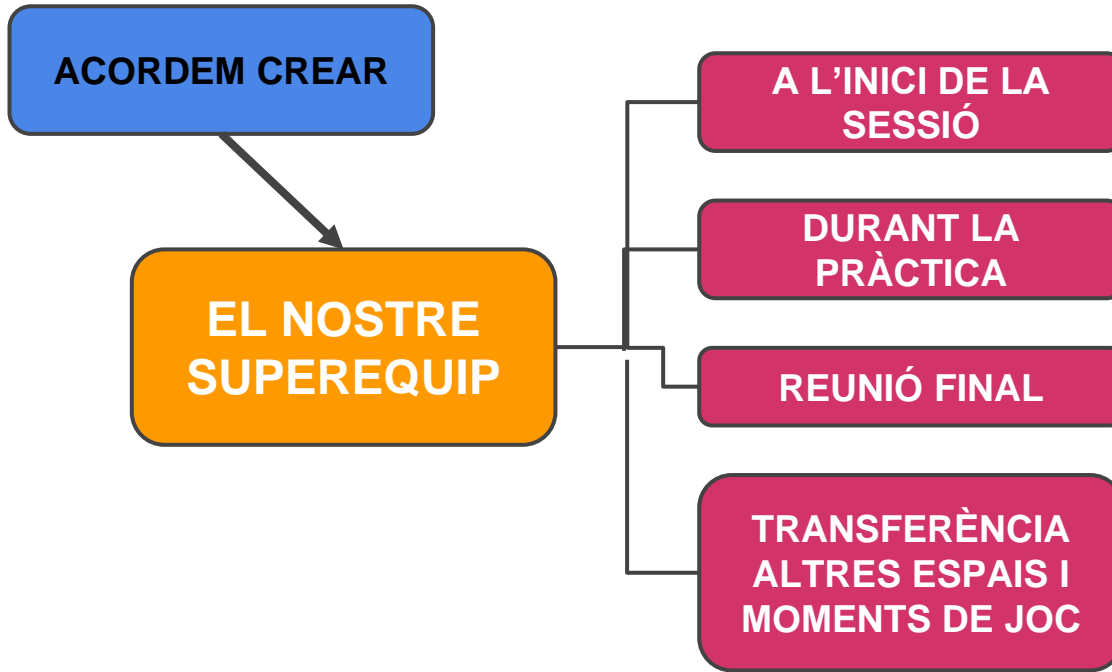 ACORDEM CREAR
EL NOSTRE
SUPEREQUIP
A L’INICI DE LA
SESSIÓ
DURANT LA
PRÀCTICA
REUNIÓ FINAL
TRANSFERÈNCIA
ALTRES ESPAIS I
MOMENTS DE JOC